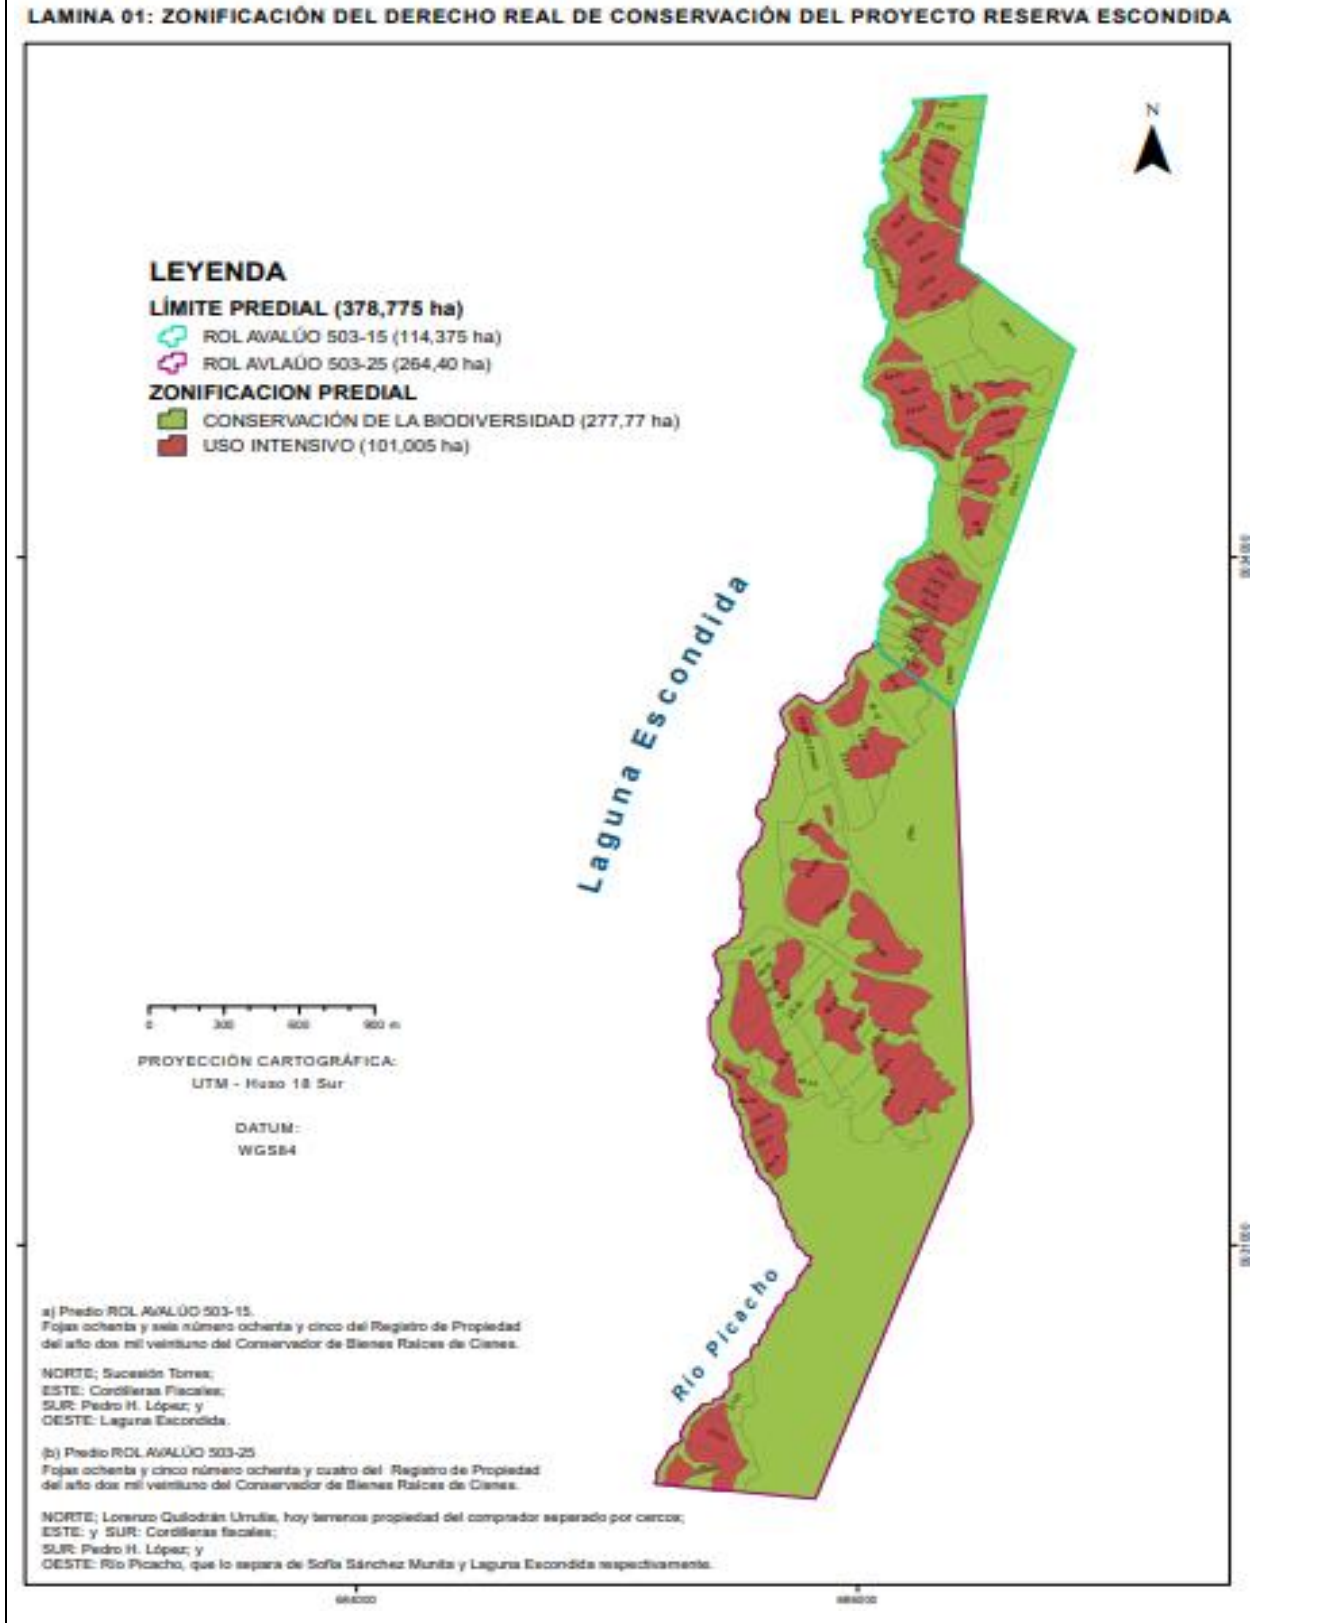 LAMINA 01: ZONIFICACIÓN DEL DERECHO REAL DE CONSERVACIÓN DEL PROYECTO RESERVA ESCONDIDA
N
LEYENDA
LÍMITE PREDIAL (378,775 ha)
ROL AVALÚO 503-15 (114,375 ha)
ROL AVLAÚO 503-25 (264,40 ha)
ZONIFICACION PREDIAL
CONSERVACIÓN DE LA BIODIVERSIDAD (277,77 ha)
USO INTENSIVO (101,005 ha)
Laguna Escondida
Río Picacho
0 300 600 900 m
PROYECCIÓN CARTOGRÁFICA:
UTM - Huso 18 Sur
DATUM:
WGS84
a) Predio ROL AVALÚO 503-15.
Fojas ochenta y seis número ochenta y cinco del Registro de Propiedad
del año dos mil veintiuno del Conservador de Bienes Raíces de Cisnes.
NORTE; Sucesión Torres;
ESTE: Cordilleras Fiscales;
SUR: Pedro H. López; y
OESTE: Laguna Escondida.
(b) Predio ROL AVALÚO 503-25
Fojas ochenta y cinco número ochenta y cuatro del Registro de Propiedad
del año dos mil veintiuno del Conservador de Bienes Raíces de Cisnes.
NORTE; Lorenzo Quilodrán Urrutia, hoy terrenos propiedad del comprador separado por cercos;
ESTE: y SUR: Cordilleras fiscales;
SUR: Pedro H. López; y
OESTE: Río Picacho, que lo separa de Sofía Sánchez Munita y Laguna Escondida respectivamente.